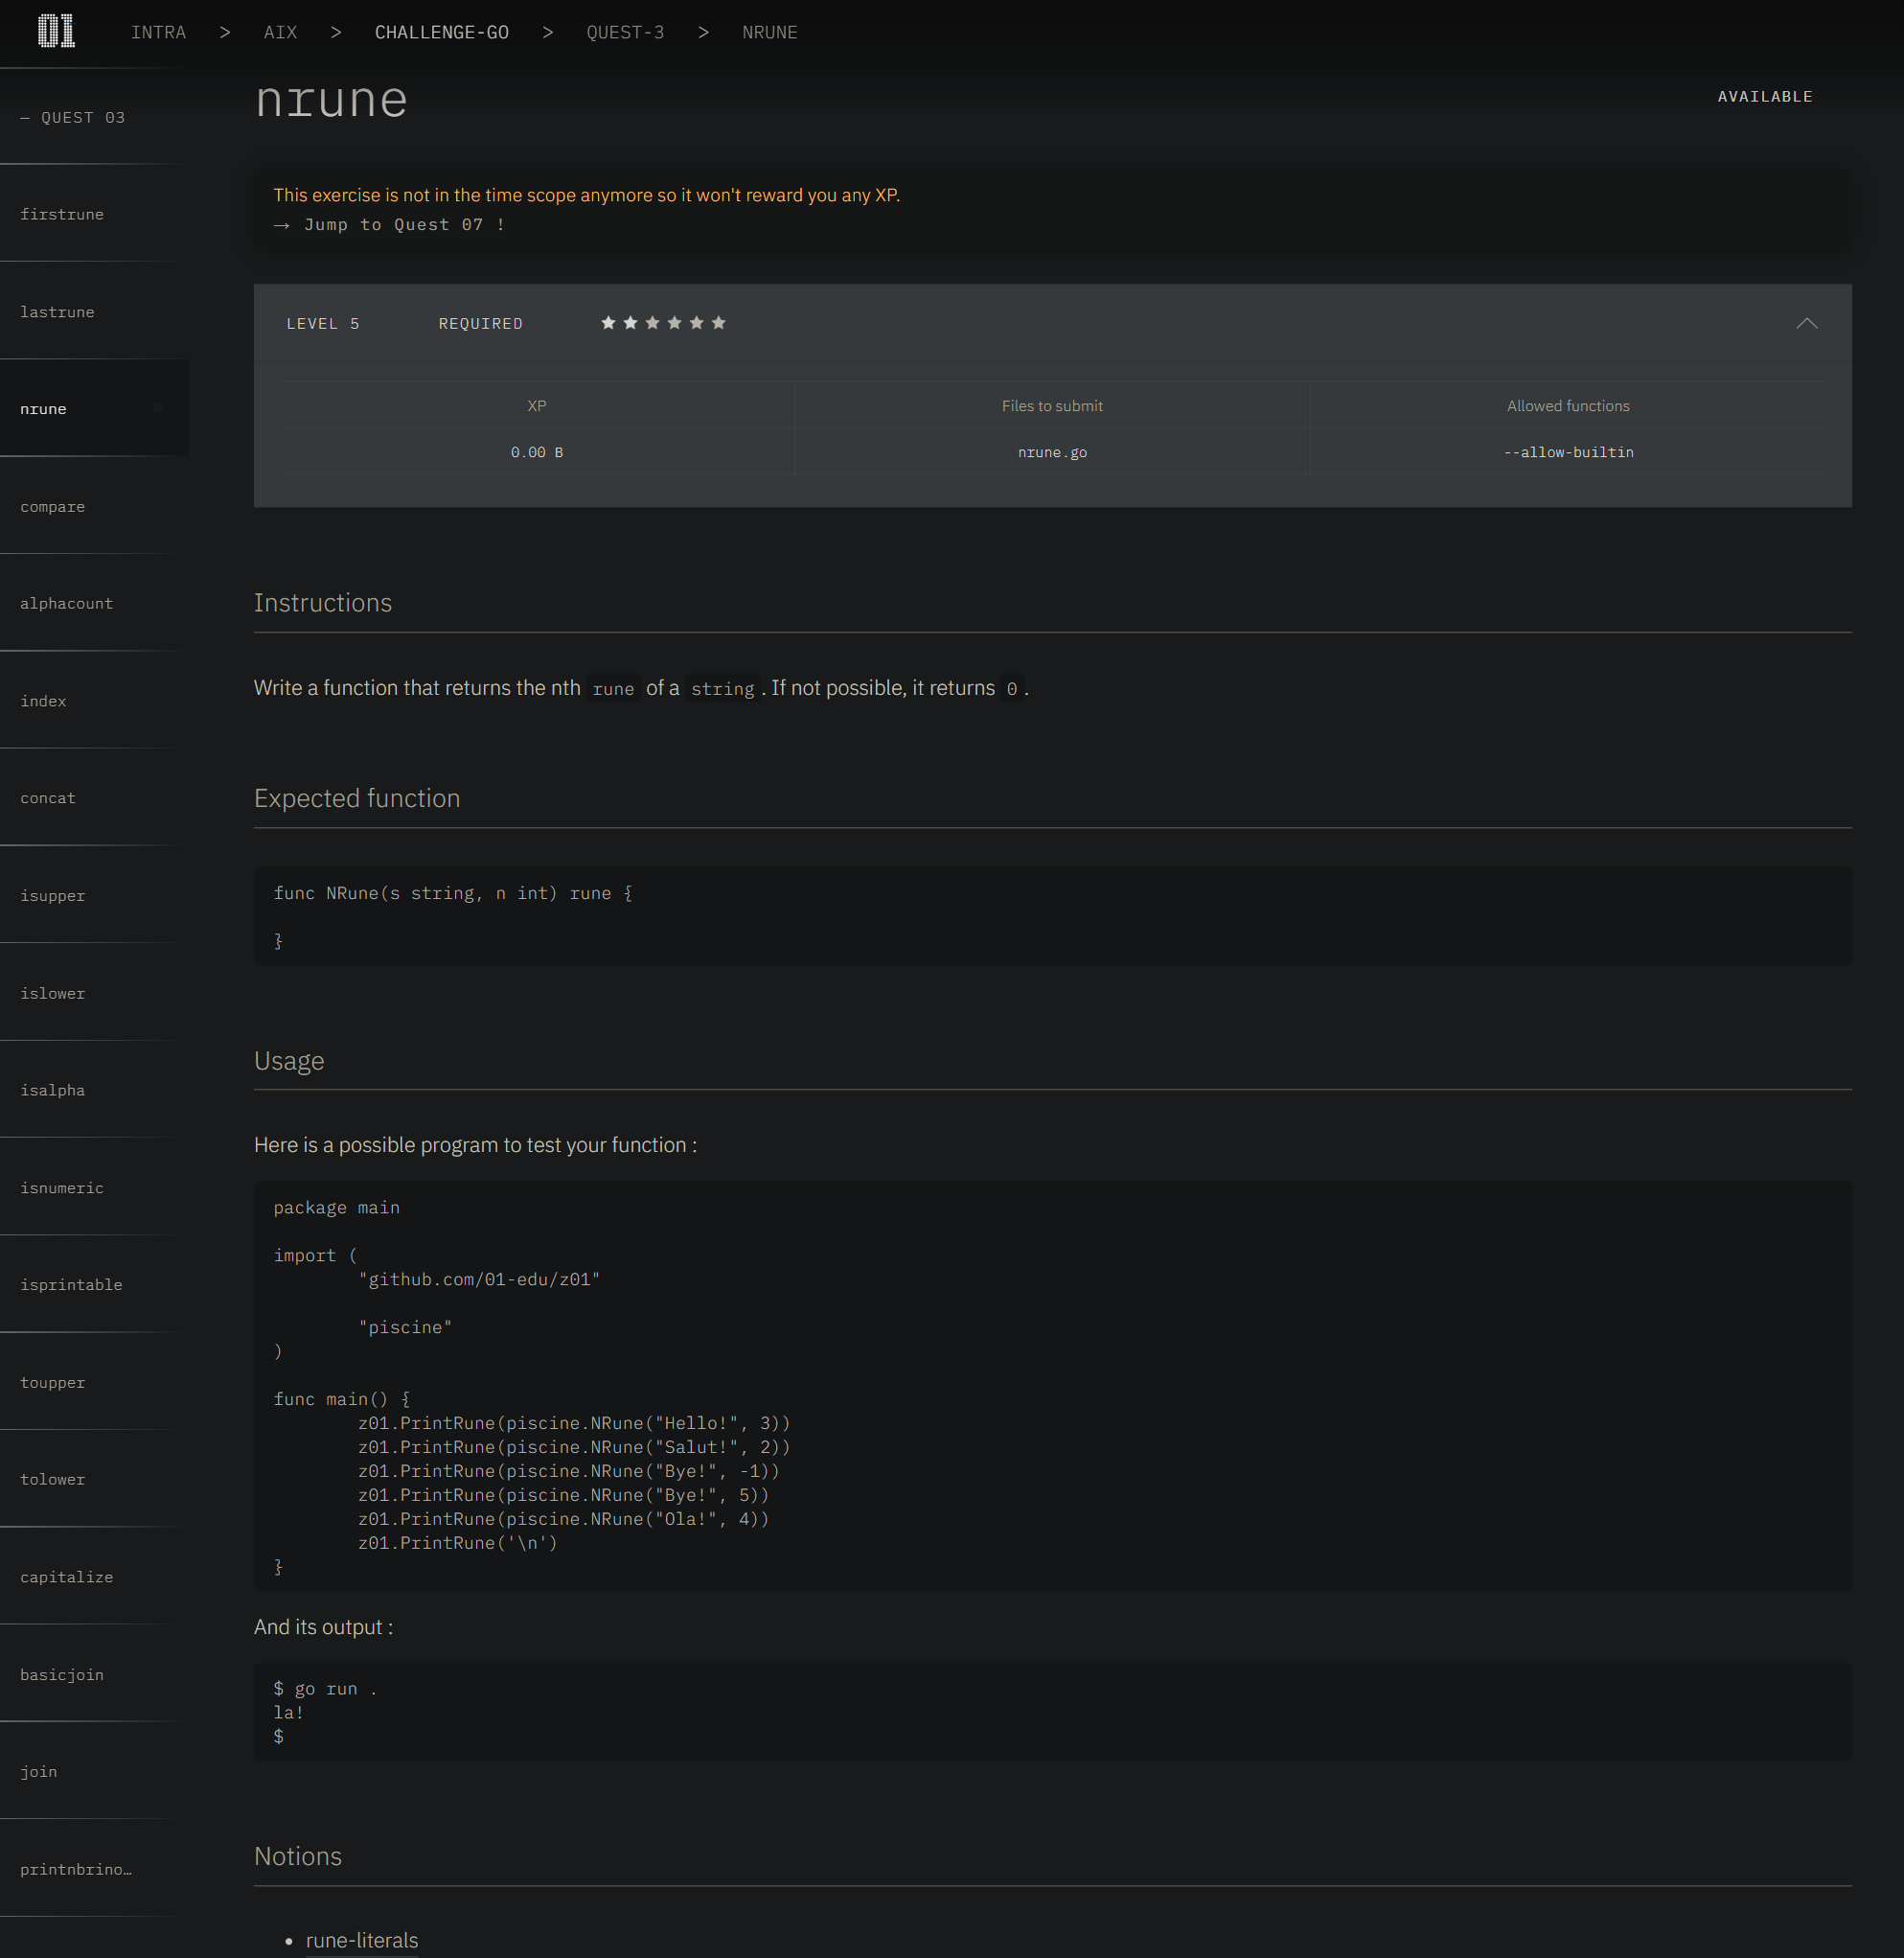 01 INTRA > AIX > CHALLENGE-GO > QUEST-3 > NRUNE
— QUEST 03
firstrune
lastrune
nrune
compare
alphacount
index
concat
isupper
islower
isalpha
isnumeric
isprintable
toupper
tolower
capitalize
basicjoin
join
printnbrino…
nrune
AVAILABLE
This exercise is not in the time scope anymore so it won't reward you any XP.
→ Jump to Quest 07 !
LEVEL 5 REQUIRED
XP Files to submit Allowed functions
0.00 B nrune.go --allow-builtin
Instructions
Write a function that returns the nth rune of a string. If not possible, it returns 0.
Expected function
func NRune(s string, n int) rune {

}
Usage
Here is a possible program to test your function :
package main

import (
        "github.com/01-edu/z01"

        "piscine"
)

func main() {
        z01.PrintRune(piscine.NRune("Hello!", 3))
        z01.PrintRune(piscine.NRune("Salut!", 2))
        z01.PrintRune(piscine.NRune("Bye!", -1))
        z01.PrintRune(piscine.NRune("Bye!", 5))
        z01.PrintRune(piscine.NRune("Ola!", 4))
        z01.PrintRune('\n')
}
And its output :
$ go run .
la!
$
Notions
• rune-literals